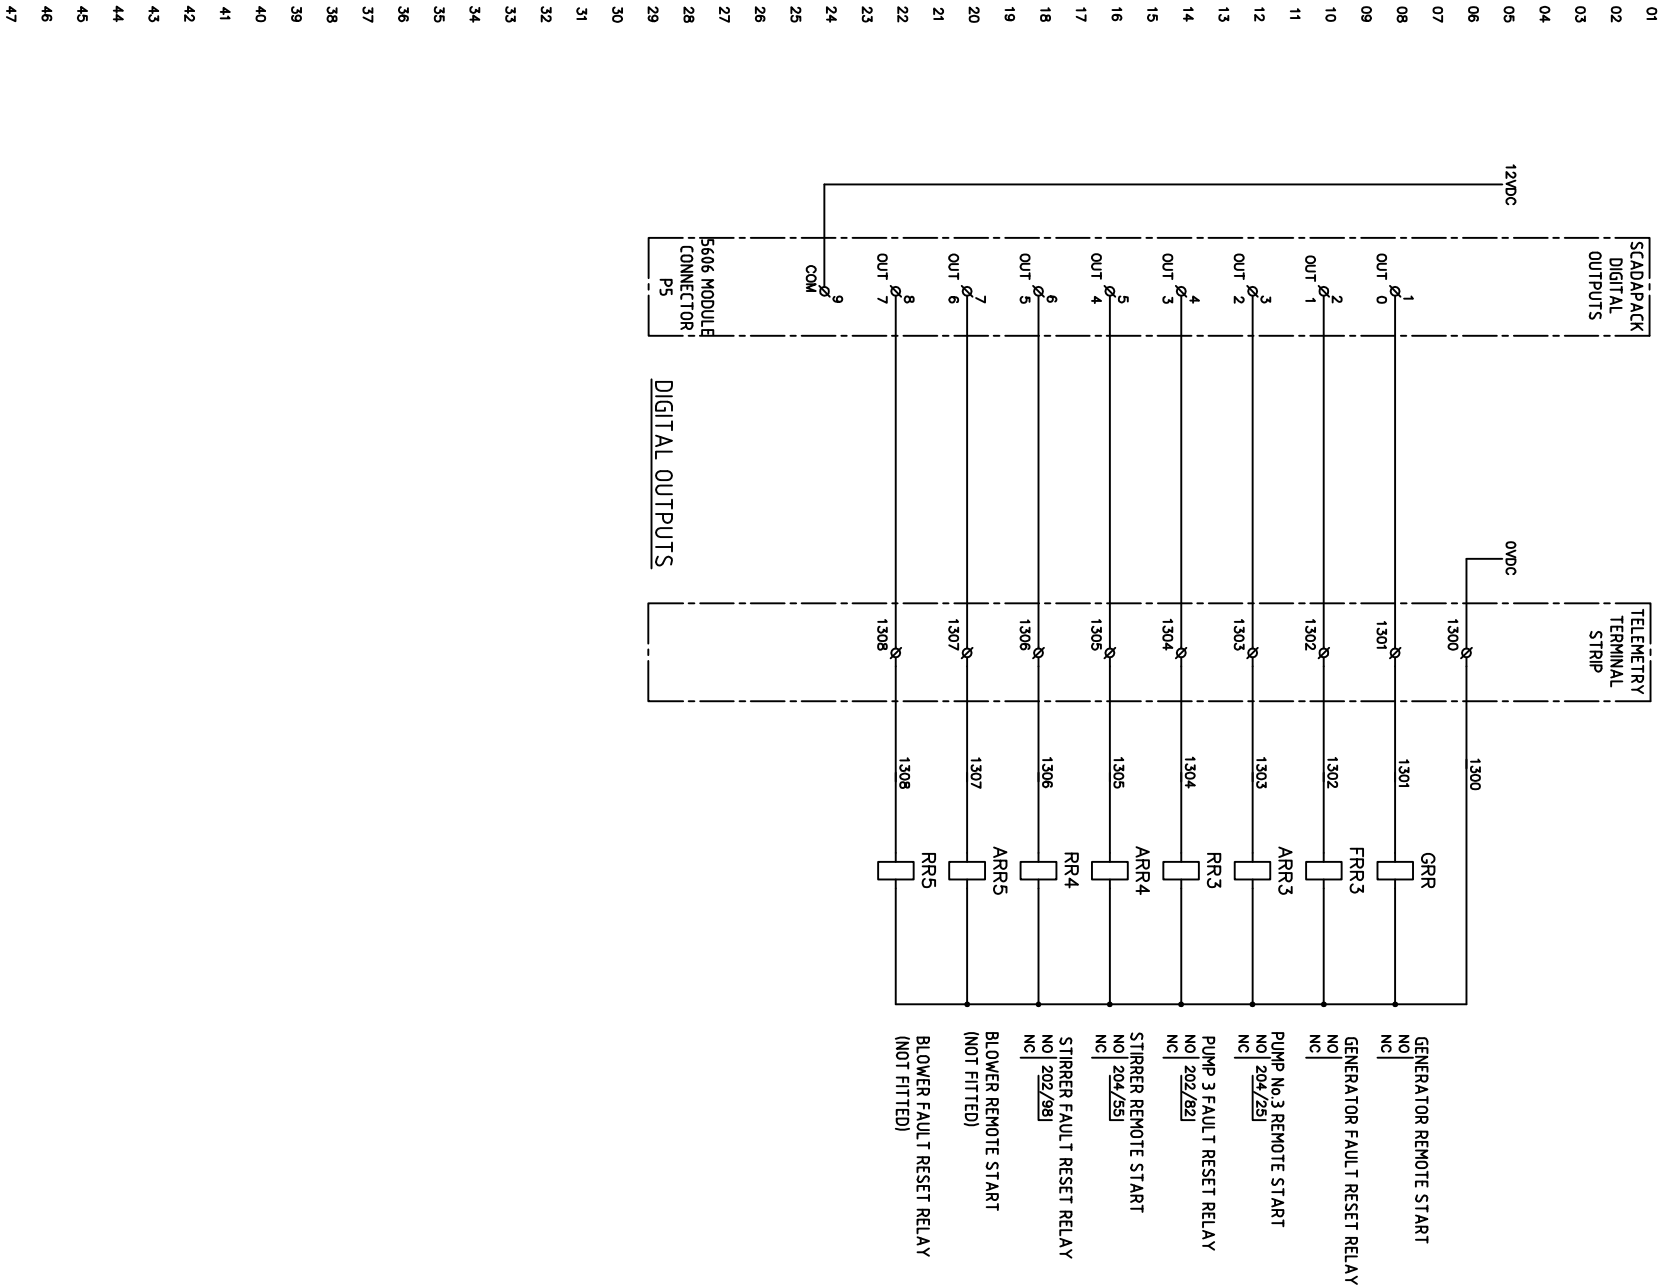 01
02
03
04
05
06
07
08
09
10
11
12
13
14
15
16
17
18
19
20
21
22
23
24
25
26
27
28
29
30
31
32
33
34
35
36
37
38
39
40
41
42
43
44
45
46
47
SCADAPACK
DIGITAL
OUTPUTS
TELEMETRY
TERMINAL
STRIP
12VDC
0VDC
1300
1300
OUT
0
1
1301
1301
GRR
GENERATOR REMOTE START
NO
NC
OUT
1
2
1302
1302
FRR3
GENERATOR FAULT RESET RELAY
NO
NC
OUT
2
3
1303
1303
ARR3
PUMP No.3 REMOTE START
NO 204/25
NC
OUT
3
4
1304
1304
RR3
PUMP 3 FAULT RESET RELAY
NO 202/82
NC
OUT
4
5
1305
1305
ARR4
STIRRER REMOTE START
NO 204/55
NC
OUT
5
6
1306
1306
RR4
STIRRER FAULT RESET RELAY
NO 202/98
NC
OUT
6
7
1307
1307
ARR5
BLOWER REMOTE START
(NOT FITTED)
OUT
7
8
1308
1308
RR5
BLOWER FAULT RESET RELAY
(NOT FITTED)
COM
9
5606 MODULE
CONNECTOR
P5
DIGITAL OUTPUTS